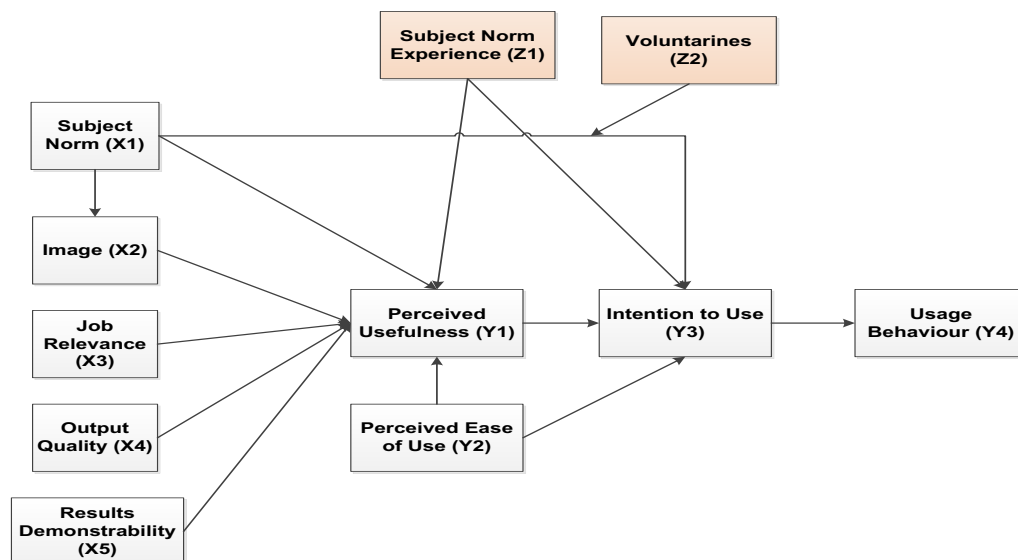 Subject Norm
Experience (Z1)
Voluntarines
(Z2)
Subject
Norm (X1)
Image (X2)
Job
Relevance
(X3)
Output
Quality (X4)
Results
Demonstrability
(X5)
Perceived
Usefulness (Y1)
Perceived Ease
of Use (Y2)
Intention to Use
(Y3)
Usage
Behaviour (Y4)